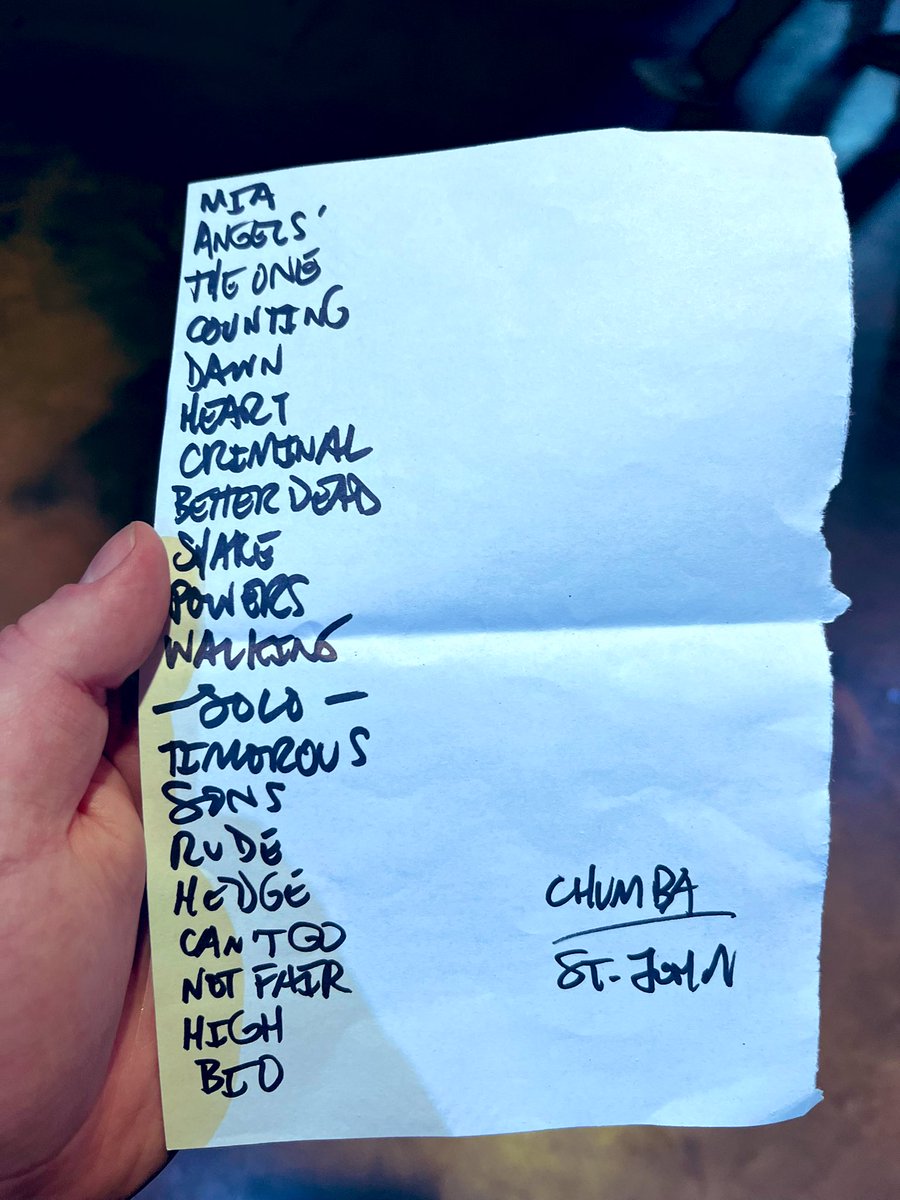 MIA
ANGELS'
THE ONE
COUNTING
DAWN
HEART
CRIMINAL
BETTER DEAD
SHARE
POWERS
WALKING
— SOLO —
TIMOROUS
SONS
RUDE
HEDGE
CAN'T GO
NOT FAIR
HIGH
BIO
CHUMBA
ST. JOHN